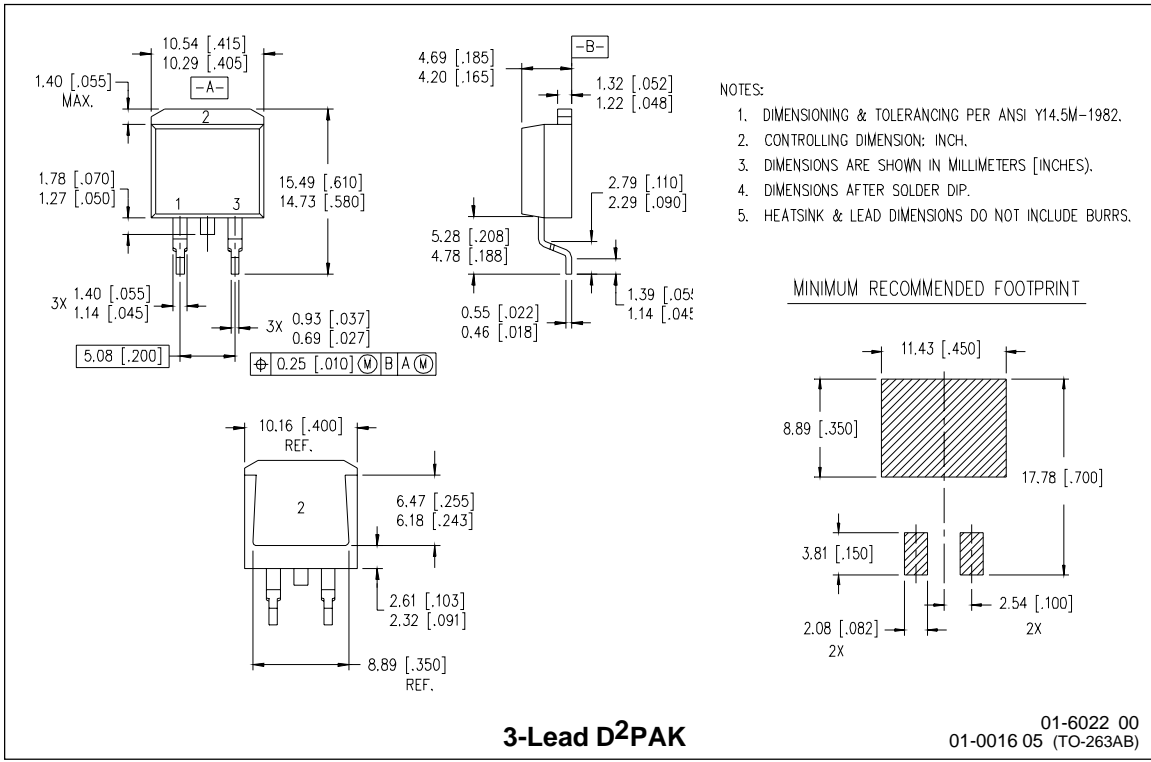 10.54 [.415]
10.29 [.405]
-A-
1.40 [.055]
MAX.
2
1.78 [.070]
1.27 [.050]
1 3
15.49 [.610]
14.73 [.580]
3X 1.40 [.055]
1.14 [.045]
3X 0.93 [.037]
0.69 [.027]
5.08 [.200]
⌖ 0.25 [.010] Ⓜ B A Ⓜ
4.69 [.185]
4.20 [.165]
-B-
1.32 [.052]
1.22 [.048]
2.79 [.110]
2.29 [.090]
5.28 [.208]
4.78 [.188]
0.55 [.022]
0.46 [.018]
1.39 [.05
1.14 [.045
NOTES:
1. DIMENSIONING & TOLERANCING PER ANSI Y14.5M-1982.
2. CONTROLLING DIMENSION: INCH.
3. DIMENSIONS ARE SHOWN IN MILLIMETERS [INCHES].
4. DIMENSIONS AFTER SOLDER DIP.
5. HEATSINK & LEAD DIMENSIONS DO NOT INCLUDE BURRS.
MINIMUM RECOMMENDED FOOTPRINT
11.43 [.450]
8.89 [.350]
17.78 [.700]
3.81 [.150]
2.54 [.100]
2X
2.08 [.082]
2X
10.16 [.400]
REF.
2
6.47 [.255]
6.18 [.243]
2.61 [.103]
2.32 [.091]
8.89 [.350]
REF.
3-Lead D²PAK
01-6022 00
01-0016 05 (TO-263AB)